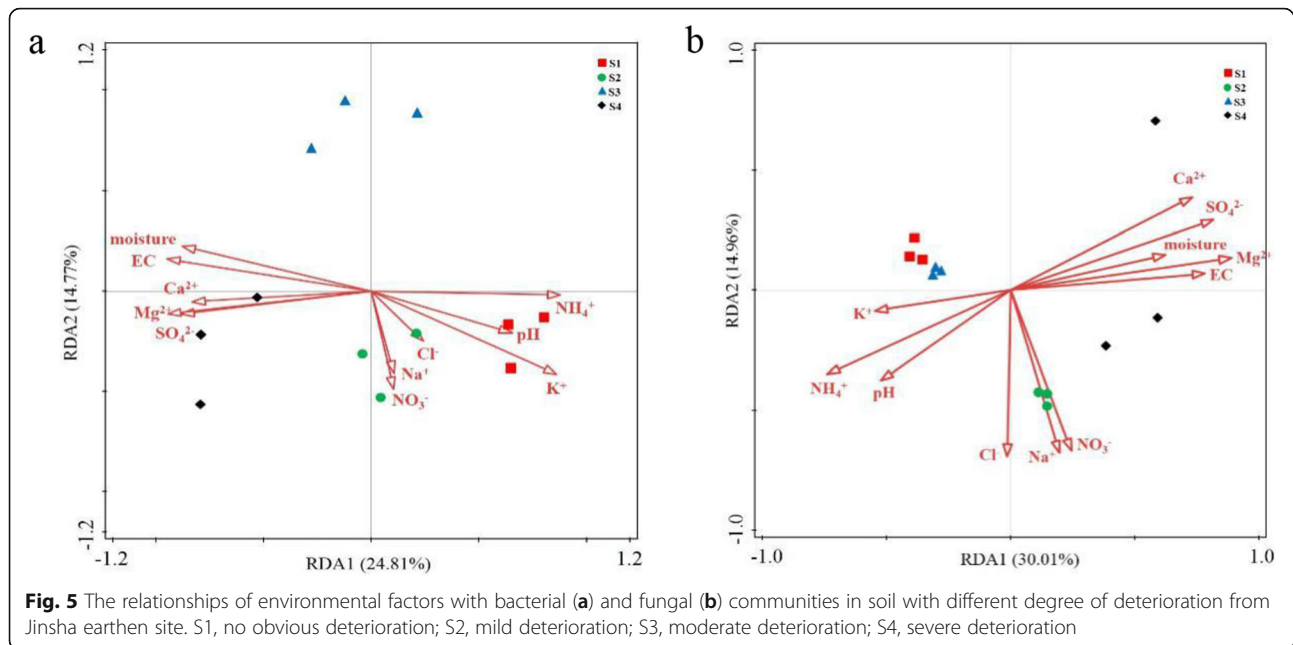 a
1.2
S1
S2
S3
S4
moisture
EC
Ca²⁺
Mg²⁺
SO₄²⁻
NH₄⁺
pH
Cl⁻
Na⁺
K⁺
NO₃⁻
RDA2 (14.77%)
-1.2
-1.2
RDA1 (24.81%)
1.2
b
1.0
S1
S2
S3
S4
Ca²⁺
SO₄²⁻
moisture
Mg²⁺
EC
K⁺
NH₄⁺
pH
Cl⁻
Na⁺
NO₃⁻
RDA2 (14.96%)
-1.0
-1.0
RDA1 (30.01%)
1.0
Fig. 5 The relationships of environmental factors with bacterial (a) and fungal (b) communities in soil with different degree of deterioration from
Jinsha earthen site. S1, no obvious deterioration; S2, mild deterioration; S3, moderate deterioration; S4, severe deterioration